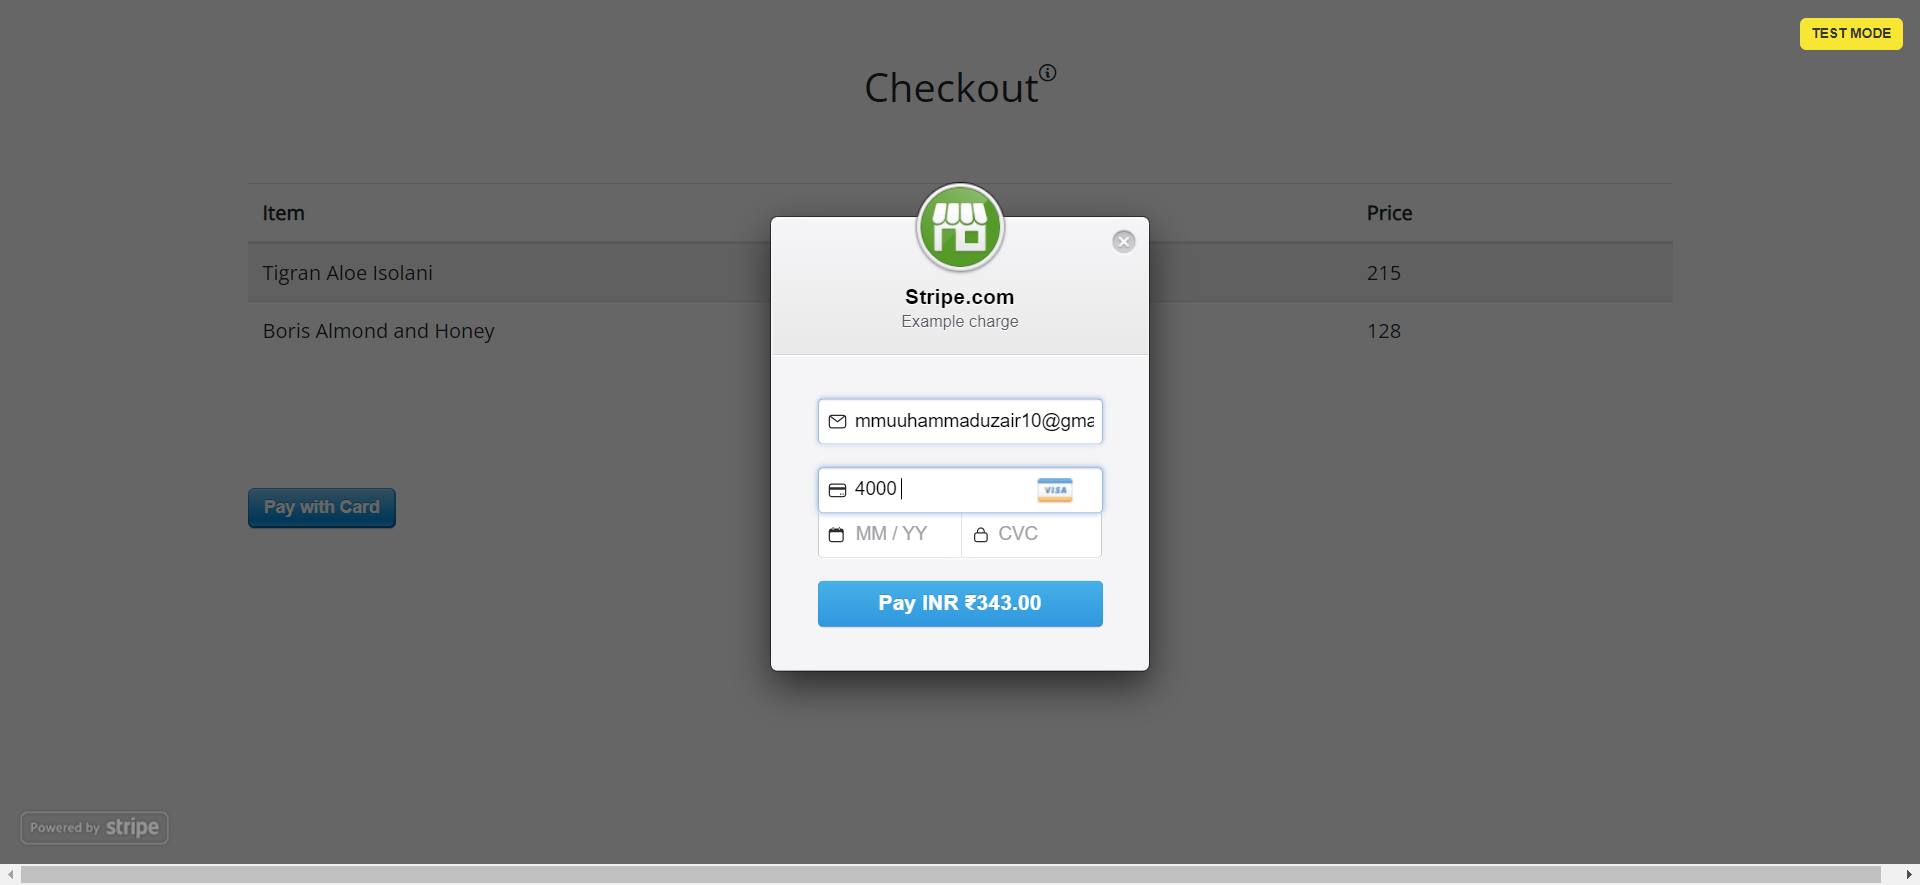 TEST MODE
Checkout
Item Price
Tigran Aloe Isolani 215
Boris Almond and Honey 128
Stripe.com
Example charge
mmuuhammaduzair10@gma
4000
VISA
MM / YY CVC
Pay INR ₹343.00
Pay with Card
Powered by stripe